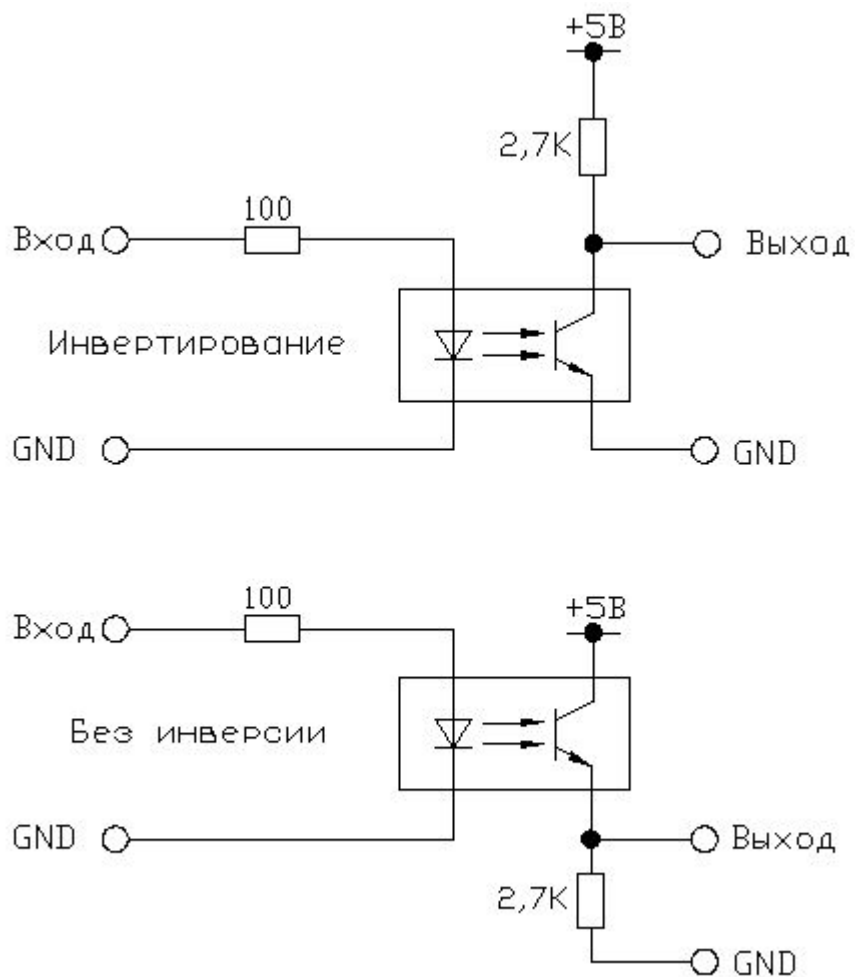 +5В
2,7К
100
Вход
Выход
Инвертирование
GND
GND
100
+5В
Вход
Без инверсии
GND
Выход
2,7К
GND